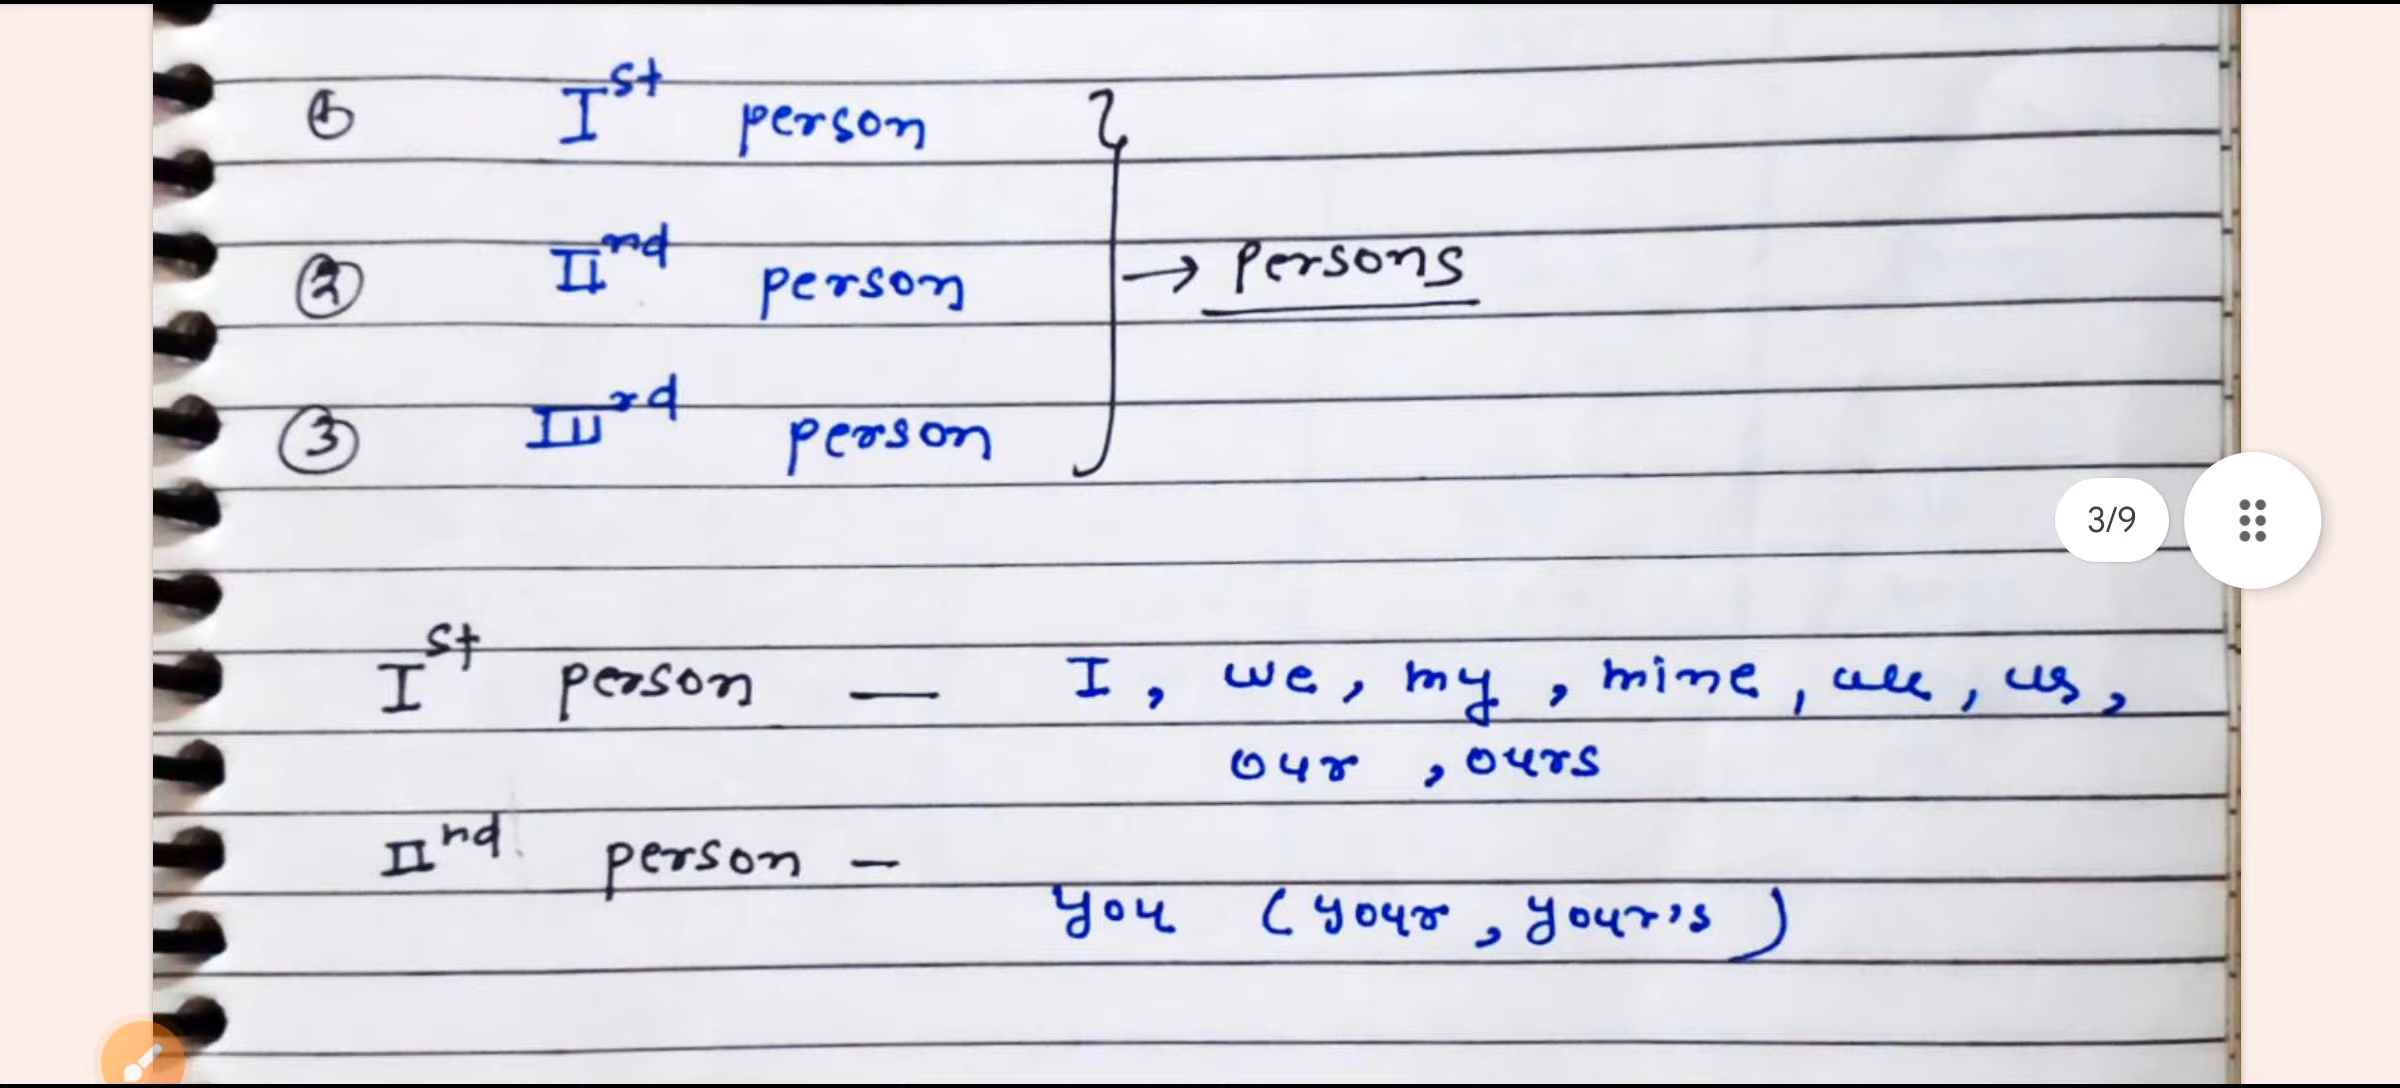 ① Iˢᵗ person
② IIⁿᵈ person → Persons
③ IIIʳᵈ person
3/9
Iˢᵗ person — I, we, my, mine, us,
our, ours
IIⁿᵈ person —
you (your, your's)